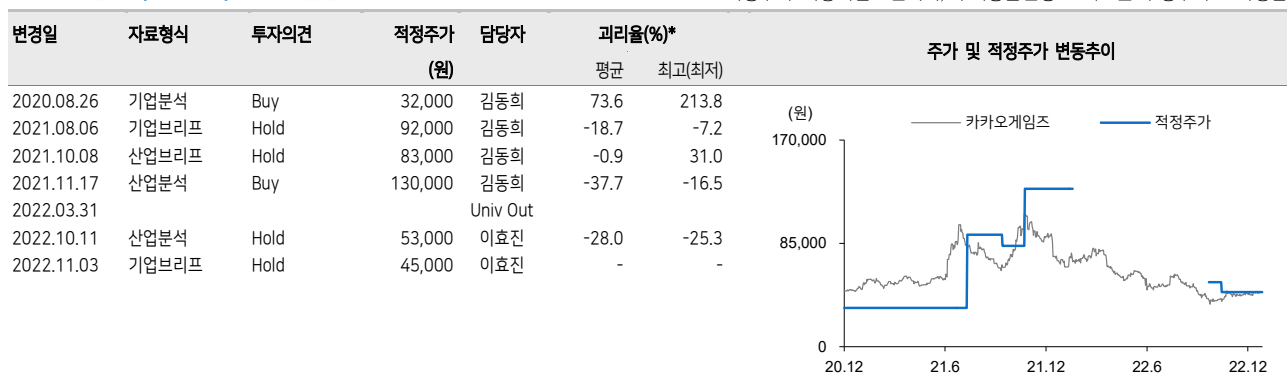 변경일 자료형식 투자의견 적정주가 담당자 괴리율(%)*
(원) 평균 최고(최저)
2020.08.26 기업분석 Buy 32,000 김동희 73.6 213.8
2021.08.06 기업브리프 Hold 92,000 김동희 -18.7 -7.2
2021.10.08 산업브리프 Hold 83,000 김동희 -0.9 31.0
2021.11.17 산업분석 Buy 130,000 김동희 -37.7 -16.5
2022.03.31 Univ Out
2022.10.11 산업분석 Hold 53,000 이효진 -28.0 -25.3
2022.11.03 기업브리프 Hold 45,000 이효진 - -
주가 및 적정주가 변동추이
(원)
카카오게임즈 적정주가
170,000
85,000
0
20.12 21.6 21.12 22.6 22.12